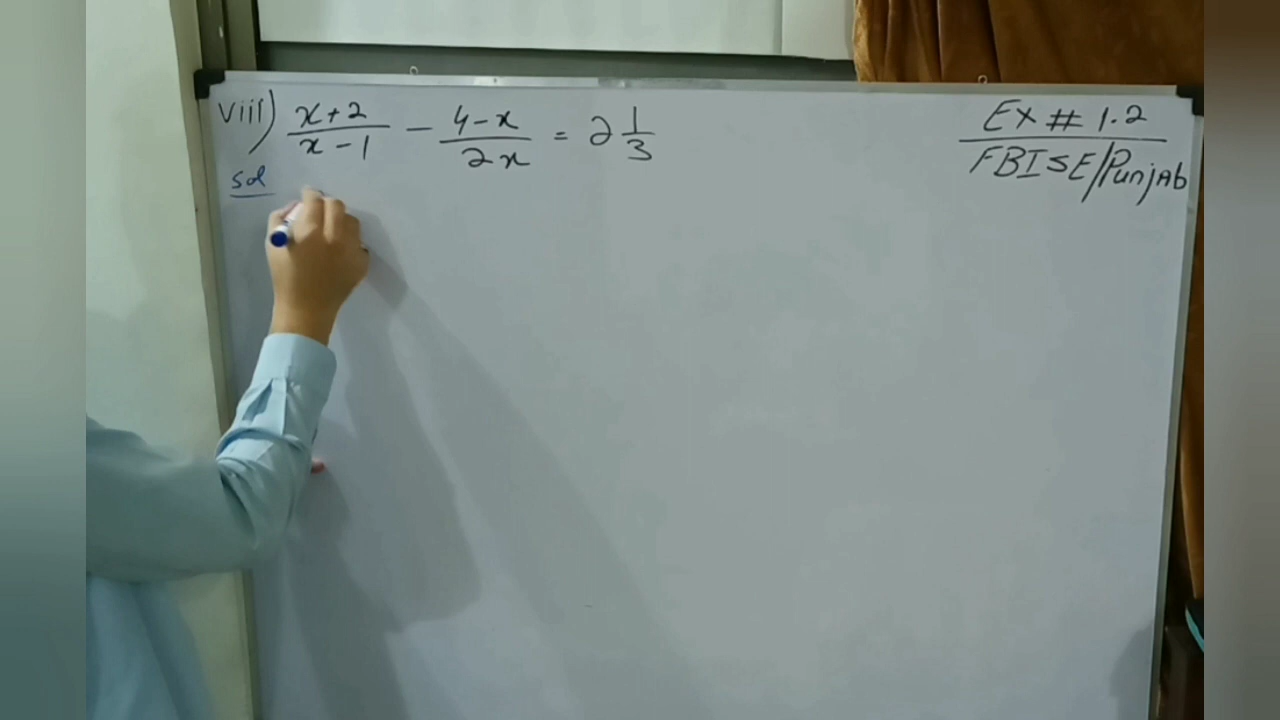 viii) x+2/x-1 - 4-x/2x = 2 1/3
Sol
Ex # 1.2
FBISE/Punjab